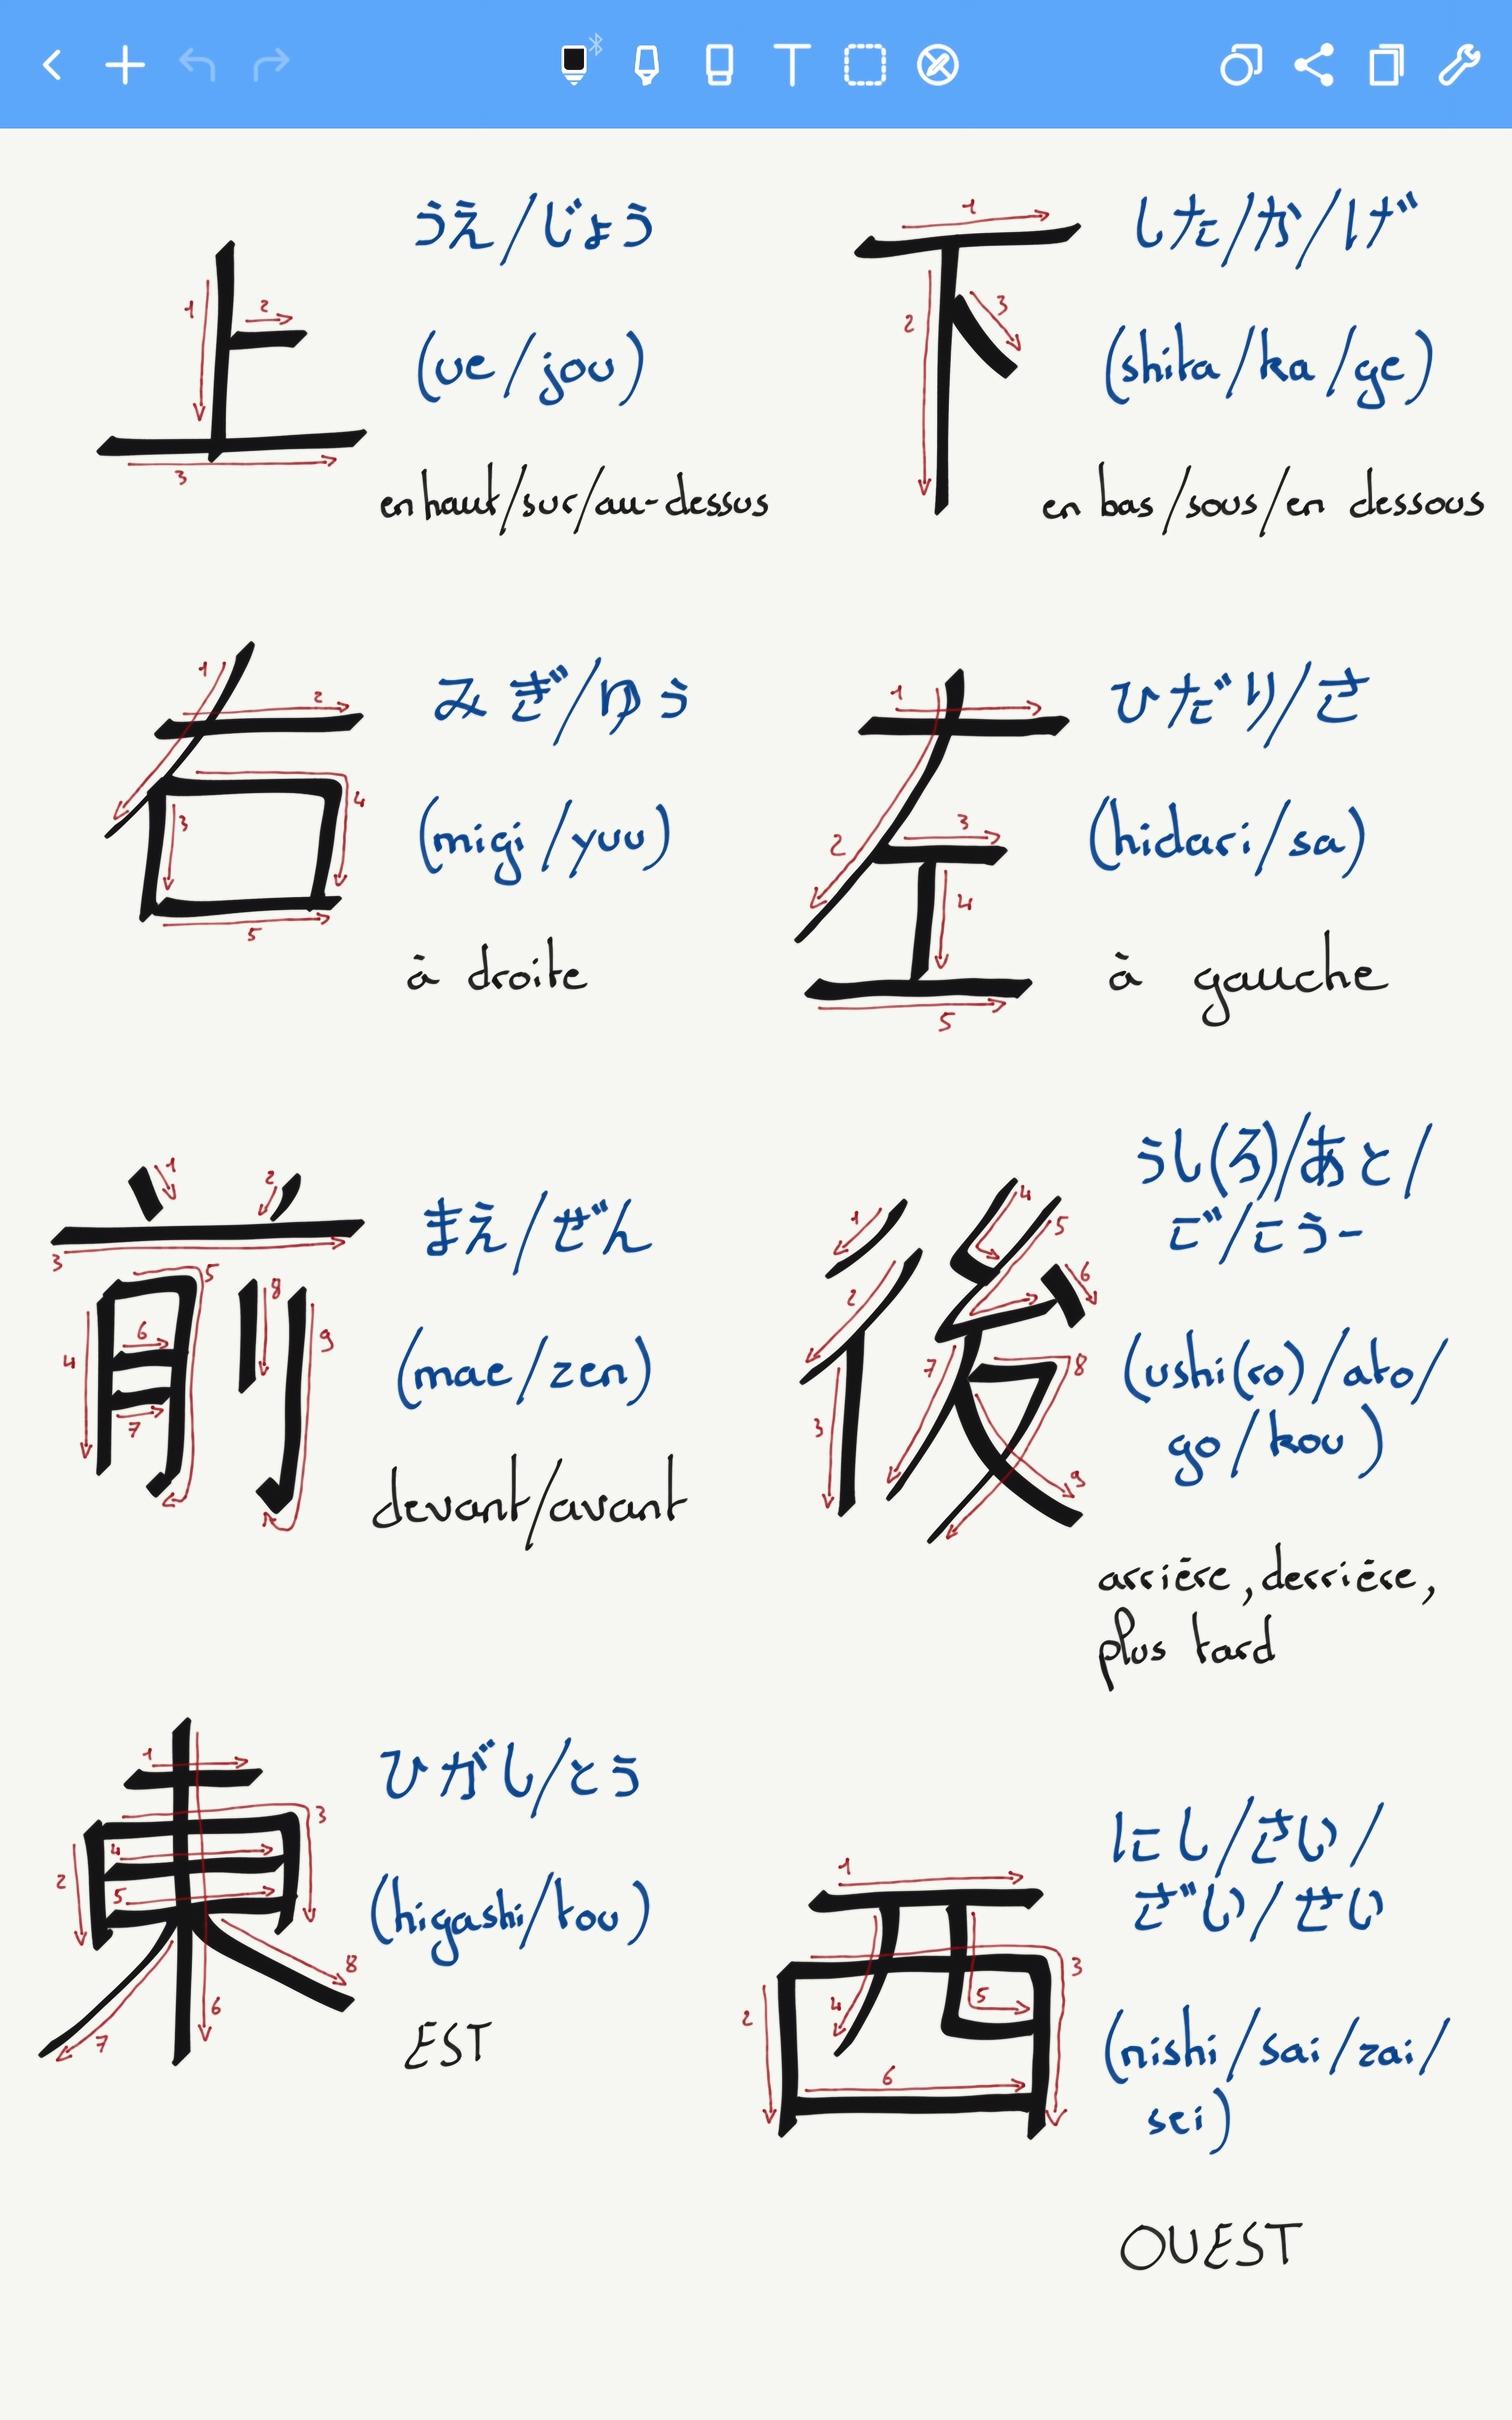 上
うえ/じょう
(ue/jou)
en haut/sur/au-dessus
1
2
3
下
した/か/げ
(shita/ka/ge)
en bas/sous/en dessous
1
2
3
右
みぎ/ゆう
(migi/yuu)
à droite
1
2
3
4
5
左
ひだり/さ
(hidari/sa)
à gauche
1
2
3
4
5
前
まえ/ぜん
(mae/zen)
devant/avant
1
2
3
4
5
6
7
8
9
後
うし(ろ)/あと/
ご/こうー
(ushi(ro)/ato/
go/kou)
arrière, derrière,
plus tard
1
2
3
4
5
6
7
8
9
東
ひがし/とう
(higashi/tou)
EST
1
2
3
4
5
6
7
8
西
にし/さい/
ざい/せい
(nishi/sai/zai/
sei)
OUEST
1
2
3
4
5
6